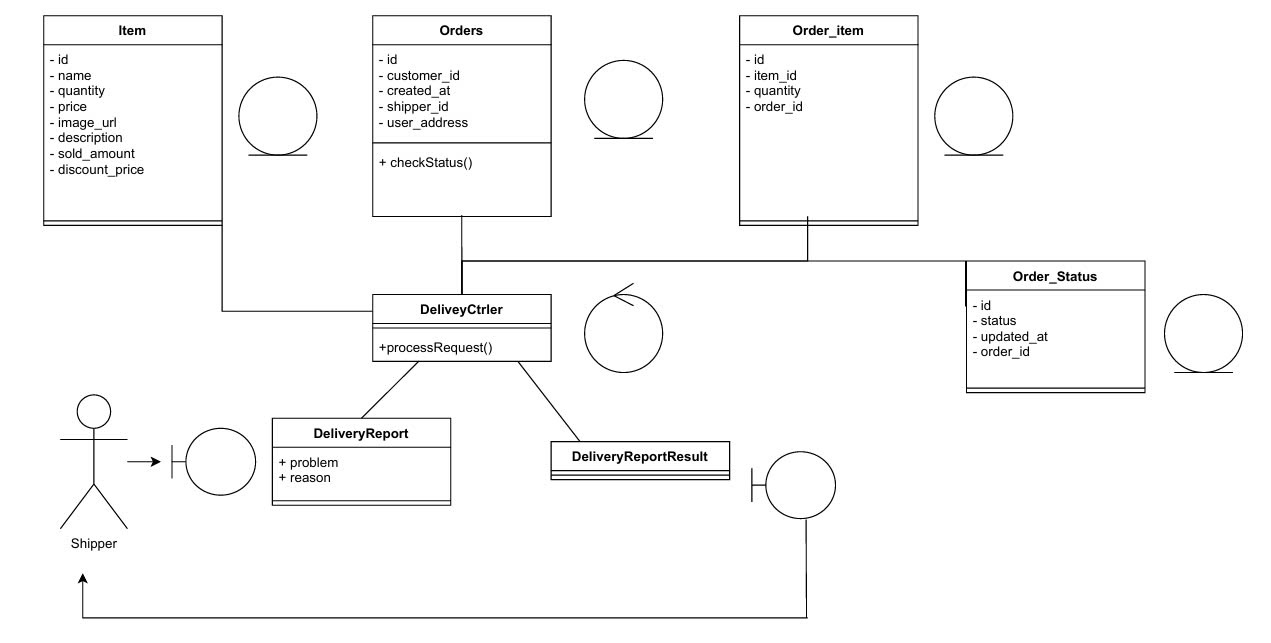 Item
- id
- name
- quantity
- price
- image_url
- description
- sold_amount
- discount_price
Orders
- id
- customer_id
- created_at
- shipper_id
- user_address
+ checkStatus()
Order_item
- id
- item_id
- quantity
- order_id
Order_Status
- id
- status
- updated_at
- order_id
DeliveyCtrler
+processRequest()
DeliveryReport
+ problem
+ reason
DeliveryReportResult
Shipper